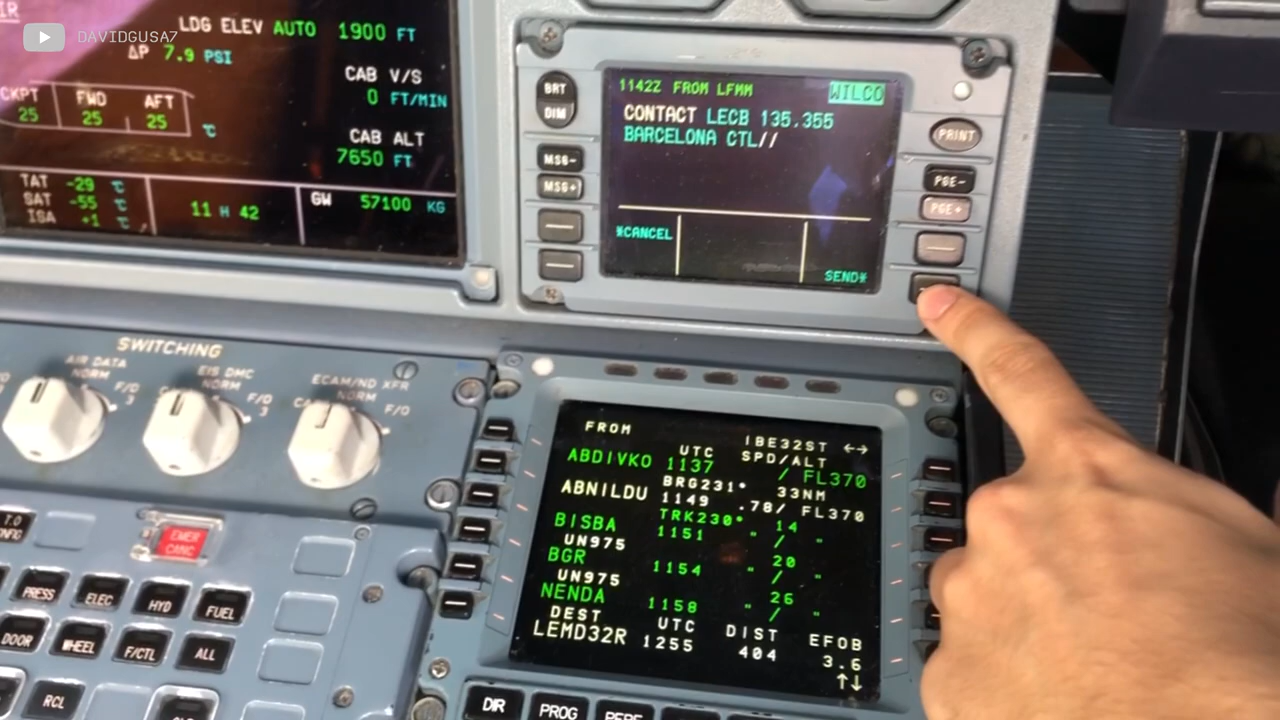 DAVIDGUSA7
LDG ELEV AUTO 1900 FT
ΔP 7.9 PSI
CAB V/S
0 FT/MIN
CAB ALT
7650 FT
CKPT FWD AFT
25 25 25 °C
TAT -29 °C
SAT -55 °C
ISA +1 °C
11 H 42
GW 57100 KG
BRT
DIM
MSG-
MSG+
1142Z FROM LFMM WILCO
CONTACT LECB 135.355
BARCELONA CTL//
*CANCEL
SEND*
PRINT
PGE-
PGE+
SWITCHING
AIR DATA
NORM
F/O
3
EIS DMC
NORM
F/O
3
ECAM/ND XFR
NORM
F/O
FROM IBE32ST ←→
UTC SPD/ALT
ABDIVKO 1137 / FL370
BRG231° 33NM
ABNILDU 1149 .78/ FL370
TRK230° 14
BISBA 1151 " / "
UN975 20
BGR 1154 " / "
UN975 26
NENDA 1158 " / "
DEST UTC DIST EFOB
LEMD32R 1255 404 3.6
↑↓
T.O
CONFIG
EMER
CANC
PRESS
ELEC
HYD
FUEL
DOOR
WHEEL
F/CTL
ALL
RCL
DIR
PROG
PERF